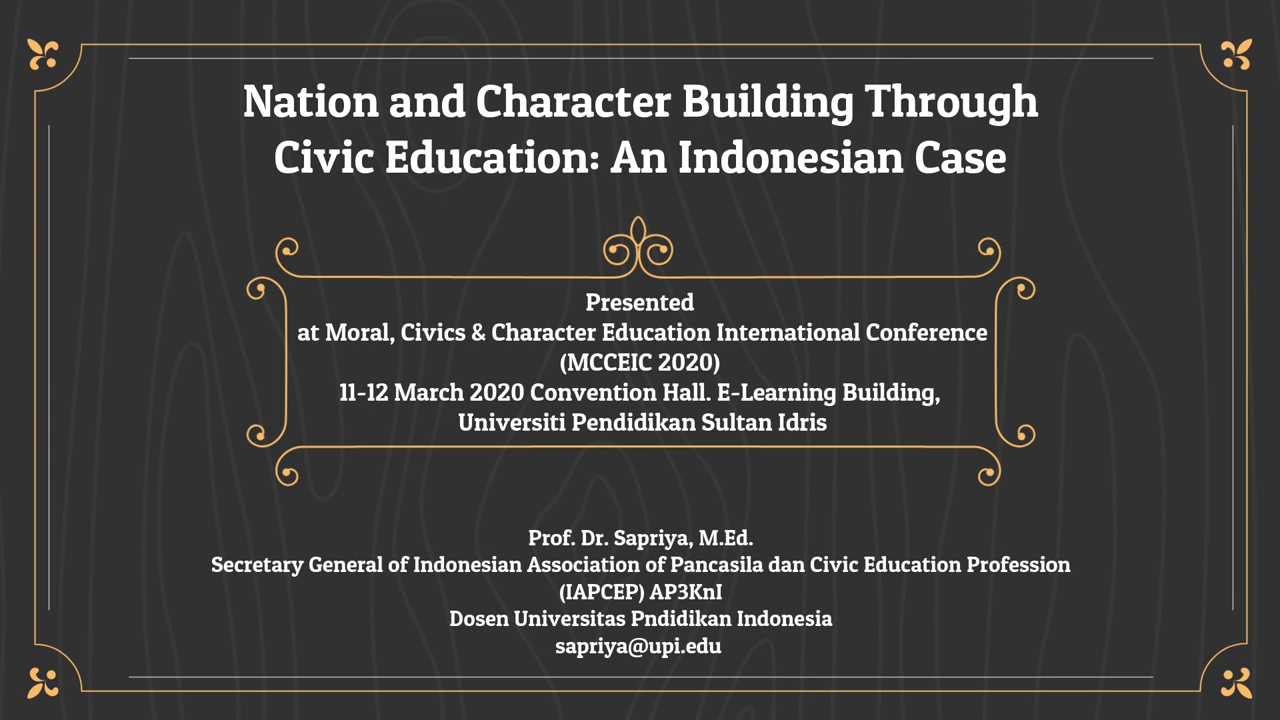 Nation and Character Building Through
Civic Education: An Indonesian Case
Presented
at Moral, Civics & Character Education International Conference
(MCCEIC 2020)
11-12 March 2020 Convention Hall. E-Learning Building,
Universiti Pendidikan Sultan Idris
Prof. Dr. Sapriya, M.Ed.
Secretary General of Indonesian Association of Pancasila dan Civic Education Profession
(IAPCEP) AP3KnI
Dosen Universitas Pndidikan Indonesia
sapriya@upi.edu